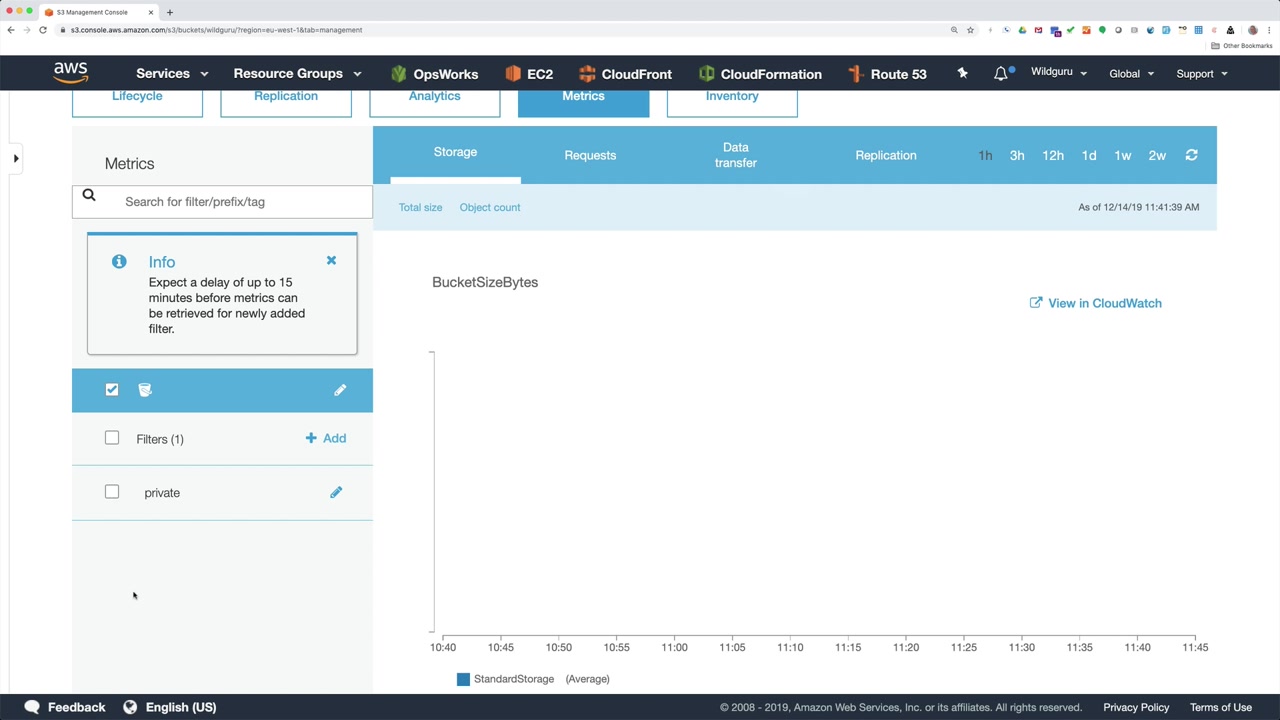 S3 Management Console
s3.console.aws.amazon.com/s3/buckets/wildguru/?region=eu-west-1&tab=management
Other Bookmarks
aws
Services
Resource Groups
OpsWorks
EC2
CloudFront
CloudFormation
Route 53
Wildguru
Global
Support
Lifecycle
Replication
Analytics
Metrics
Inventory
Metrics
Search for filter/prefix/tag
Info
Expect a delay of up to 15
minutes before metrics can
be retrieved for newly added
filter.
Filters (1)
Add
private
Storage
Requests
Data
transfer
Replication
1h 3h 12h 1d 1w 2w
Total size
Object count
As of 12/14/19 11:41:39 AM
BucketSizeBytes
View in CloudWatch
10:40 10:45 10:50 10:55 11:00 11:05 11:10 11:15 11:20 11:25 11:30 11:35 11:40 11:45
StandardStorage (Average)
Feedback
English (US)
© 2008 - 2019, Amazon Web Services, Inc. or its affiliates. All rights reserved.
Privacy Policy
Terms of Use